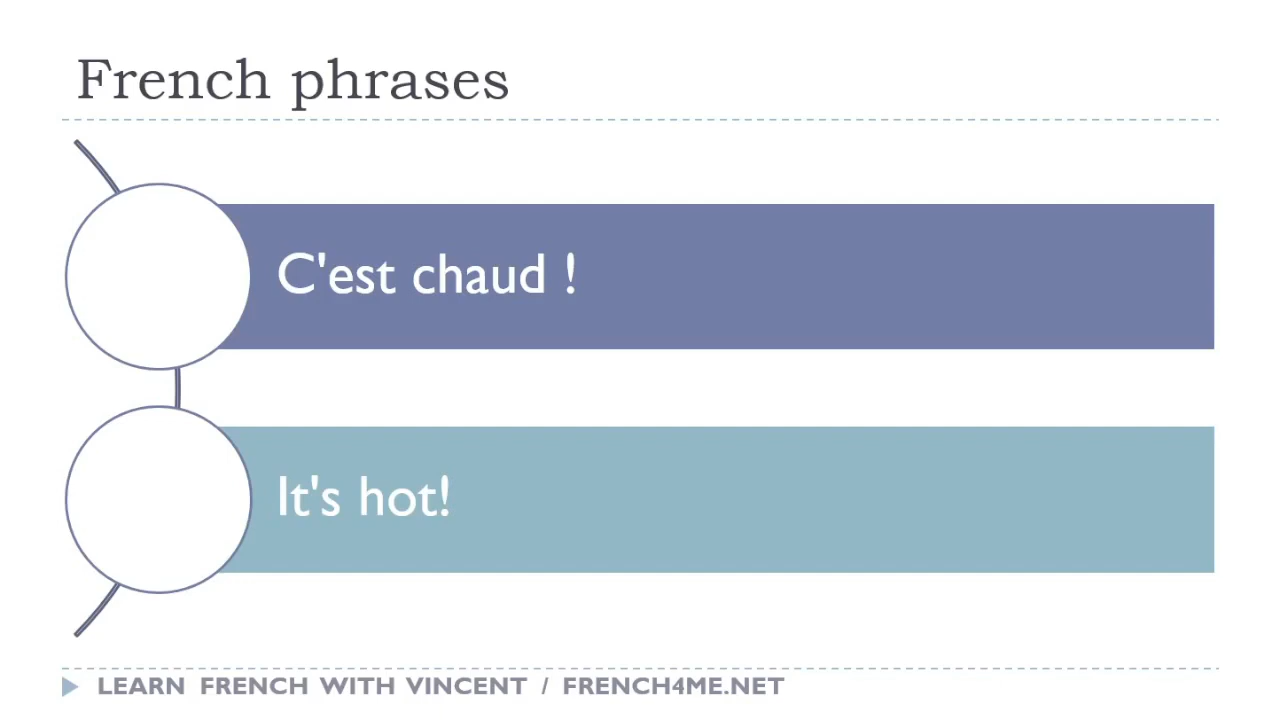 French phrases
C'est chaud !
It's hot!
LEARN FRENCH WITH VINCENT / FRENCH4ME.NET